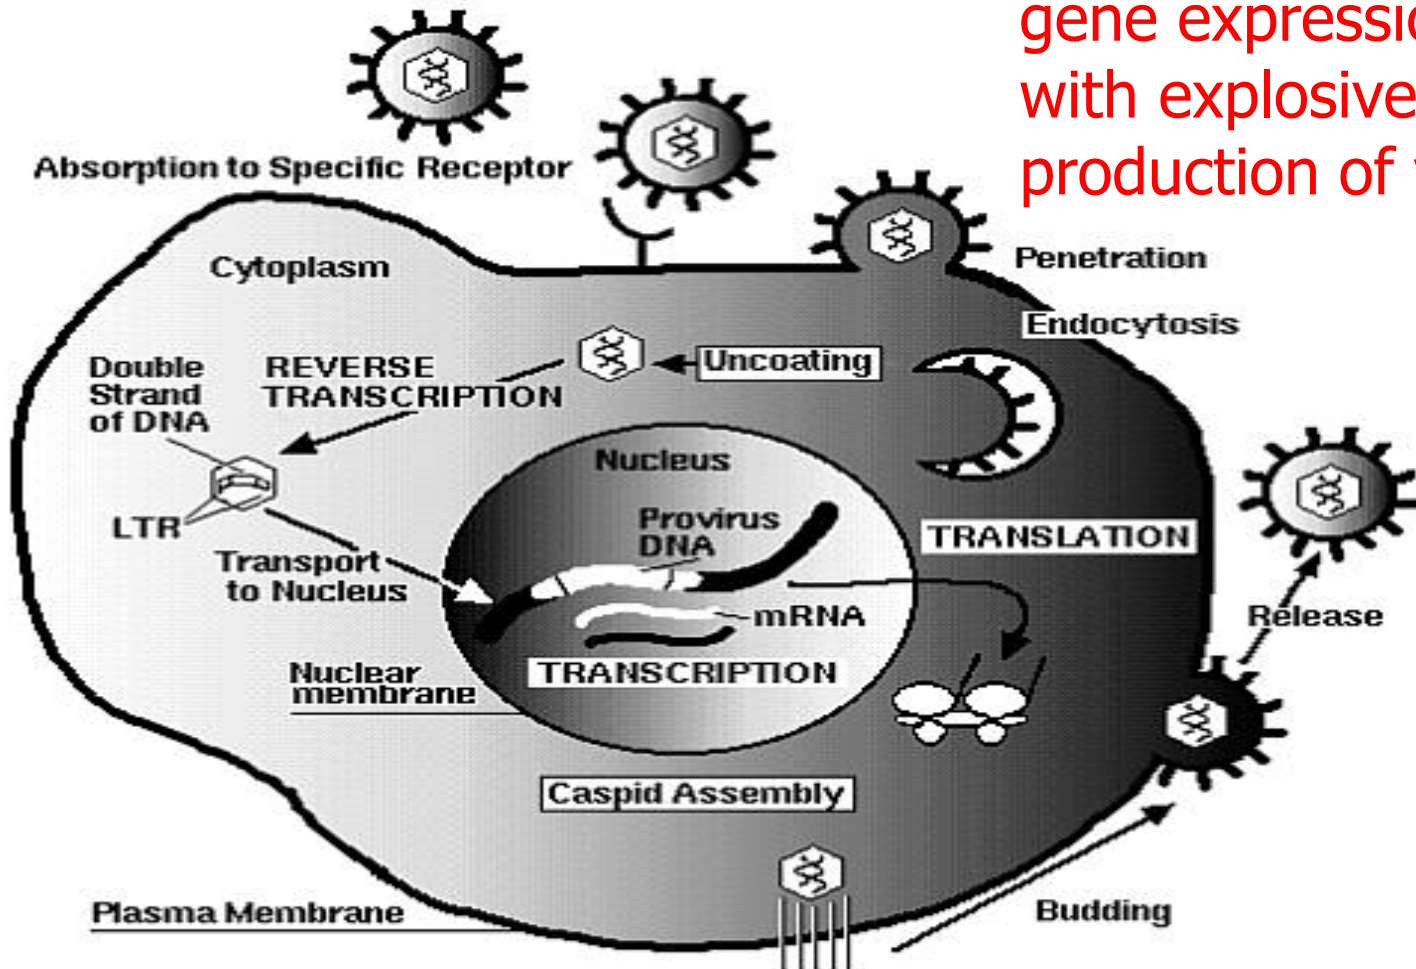 gene expressio
with explosive
production of
Absorption to Specific Receptor
Cytoplasm
Penetration
Endocytosis
Uncoating
Double
Strand
of DNA
REVERSE
TRANSCRIPTION
Nucleus
LTR
Provirus
DNA
TRANSLATION
Transport
to Nucleus
mRNA
Release
Nuclear
membrane
TRANSCRIPTION
Caspid Assembly
Plasma Membrane
Budding